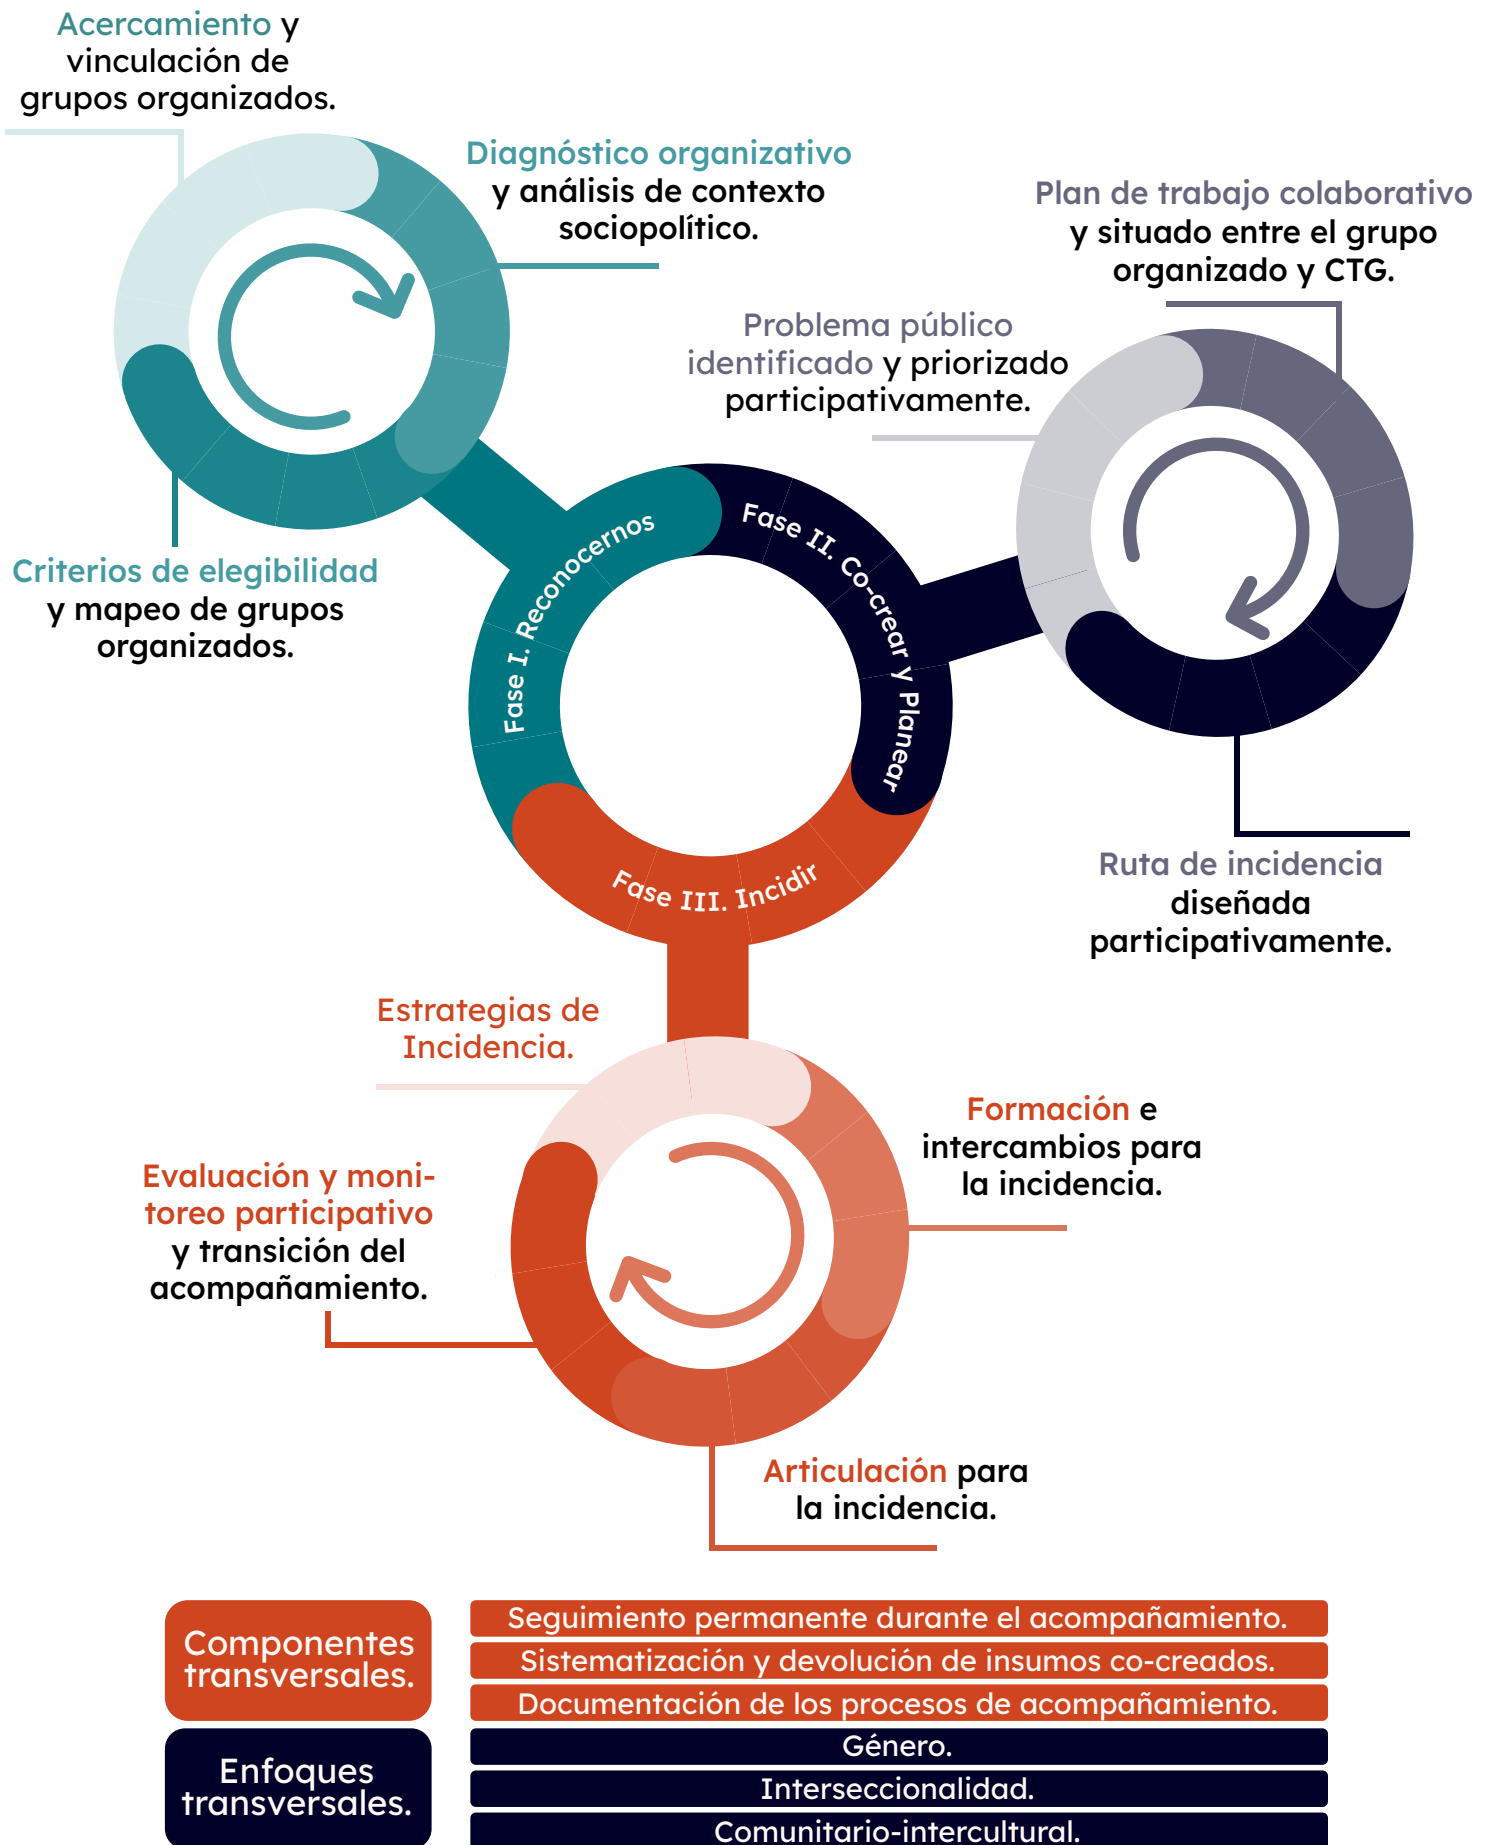 Acercamiento y
vinculación de
grupos organizados.
Diagnóstico organizativo
y análisis de contexto
sociopolítico.
Criterios de elegibilidad
y mapeo de grupos
organizados.
Plan de trabajo colaborativo
y situado entre el grupo
organizado y CTG.
Problema público
identificado y priorizado
participativamente.
Ruta de incidencia
diseñada
participativamente.
Fase I. Reconocernos
Fase II. Co-crear y Planear
Fase III. Incidir
Estrategias de
Incidencia.
Formación e
intercambios para
la incidencia.
Evaluación y moni-
toreo participativo
y transición del
acompañamiento.
Articulación para
la incidencia.
Componentes
transversales.
Seguimiento permanente durante el acompañamiento.
Sistematización y devolución de insumos co-creados.
Documentación de los procesos de acompañamiento.
Enfoques
transversales.
Género.
Interseccionalidad.
Comunitario-intercultural.